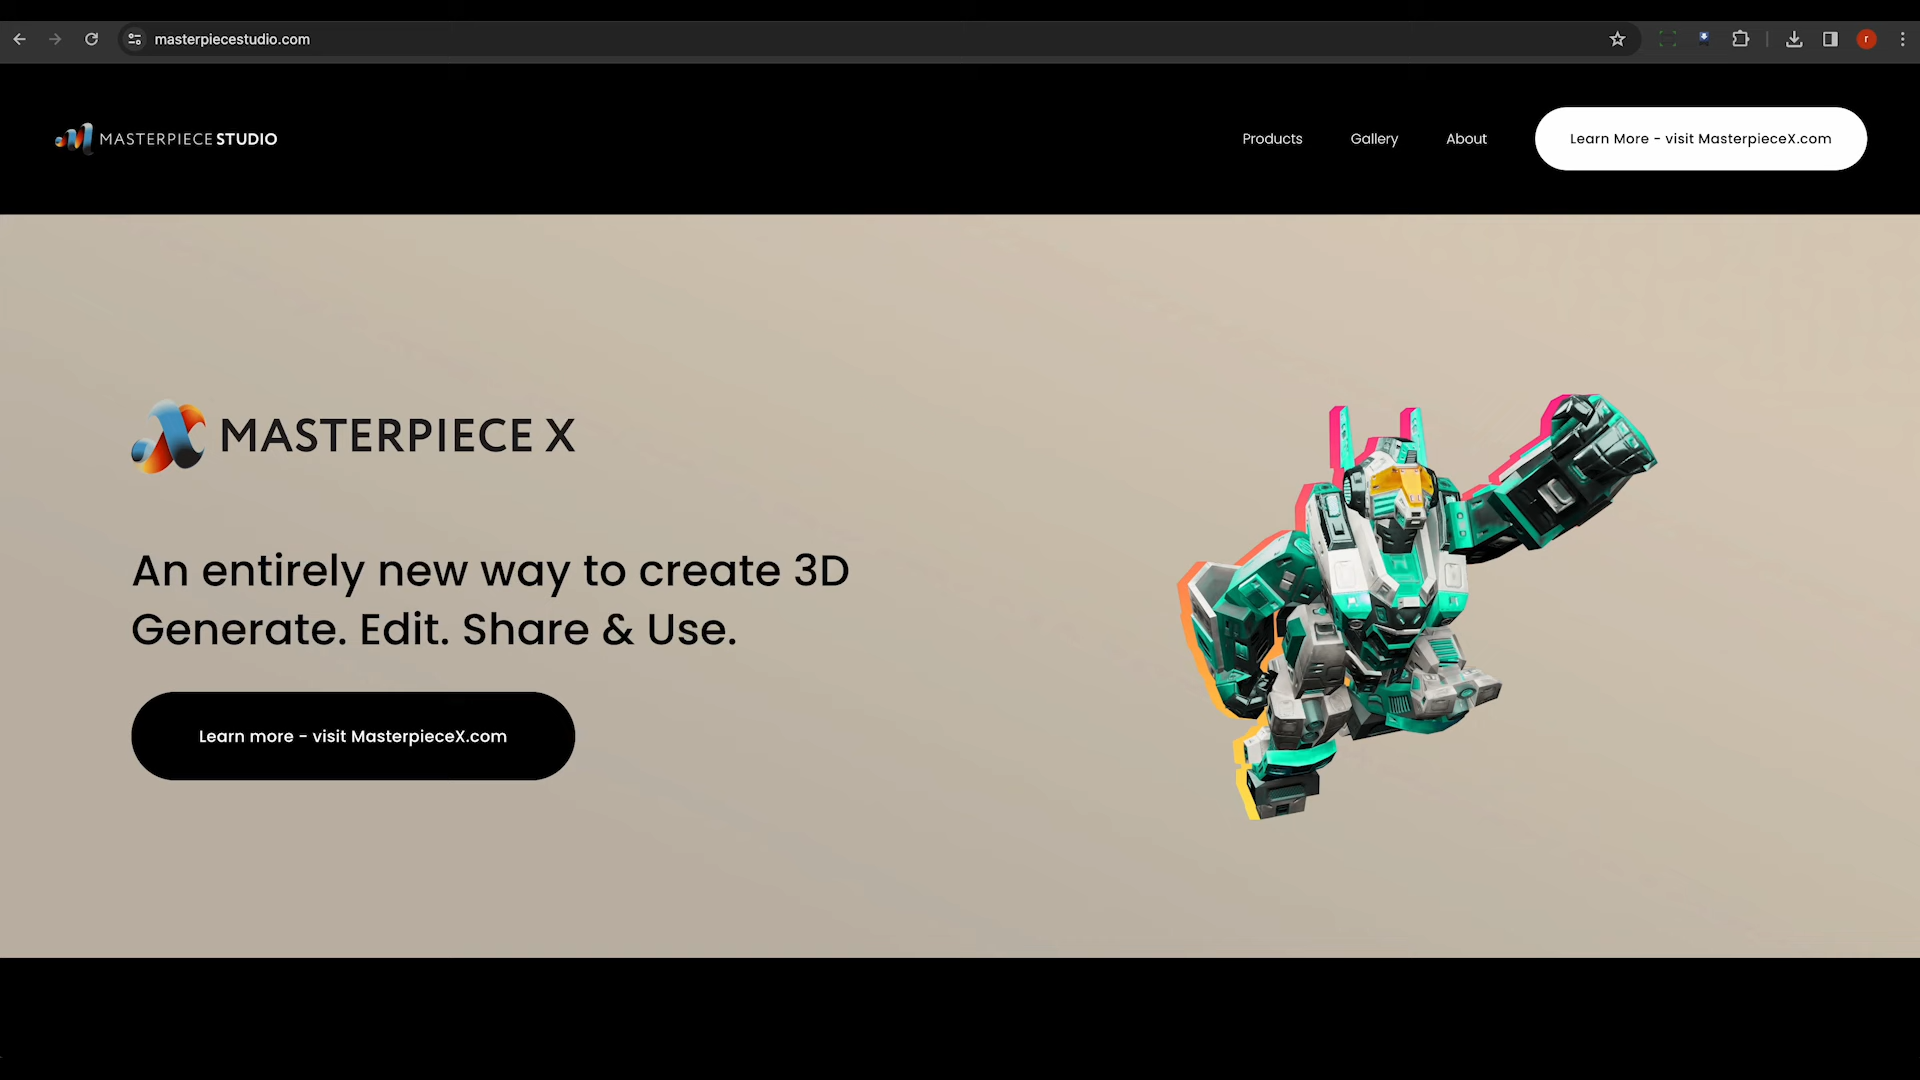 masterpiecestudio.com
r
MASTERPIECE STUDIO
Products
Gallery
About
Learn More - visit MasterpieceX.com
MASTERPIECE X
An entirely new way to create 3D
Generate. Edit. Share & Use.
Learn more - visit MasterpieceX.com